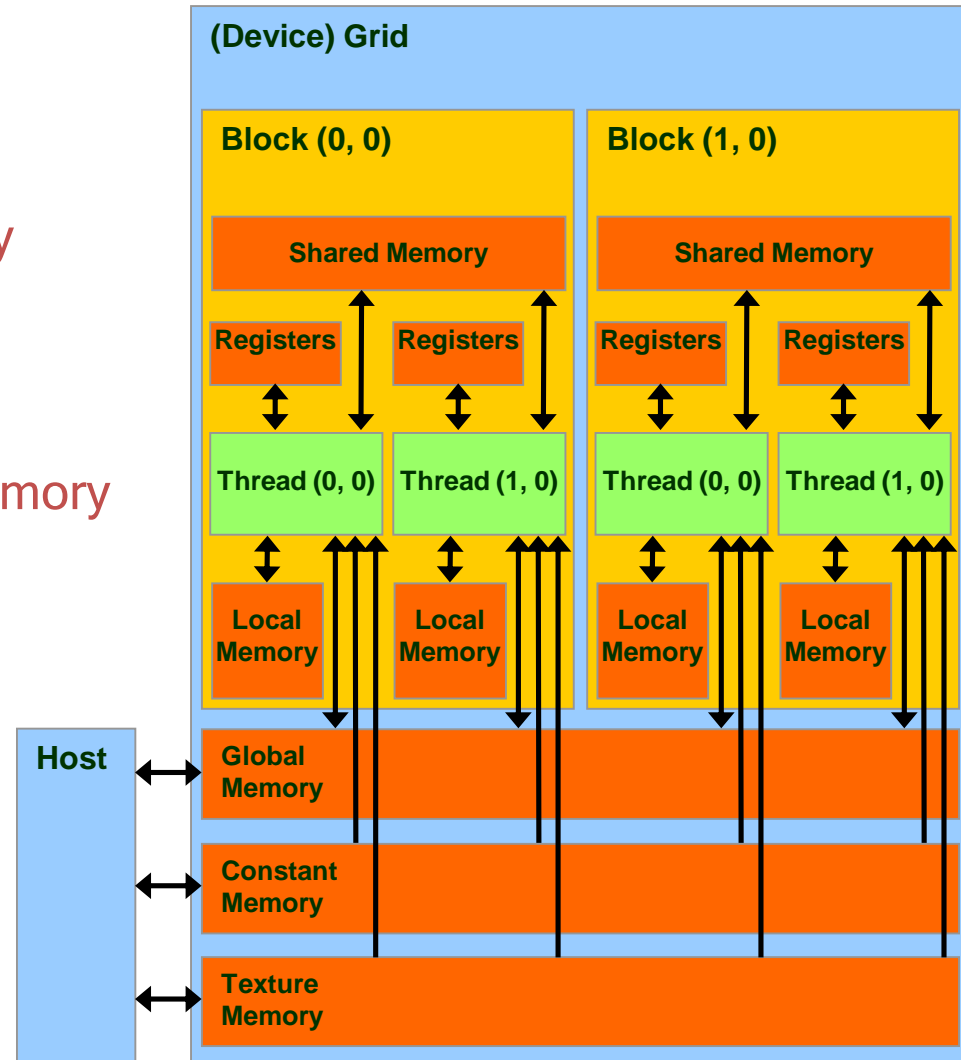 (Device) Grid
Block (0, 0)
Block (1, 0)
y
Shared Memory
Shared Memory
Registers
Registers
Registers
Registers
mory
Thread (0, 0)
Thread (1, 0)
Thread (0, 0)
Thread (1, 0)
Local
Memory
Local
Memory
Local
Memory
Local
Memory
Host
Global
Memory
Constant
Memory
Texture
Memory